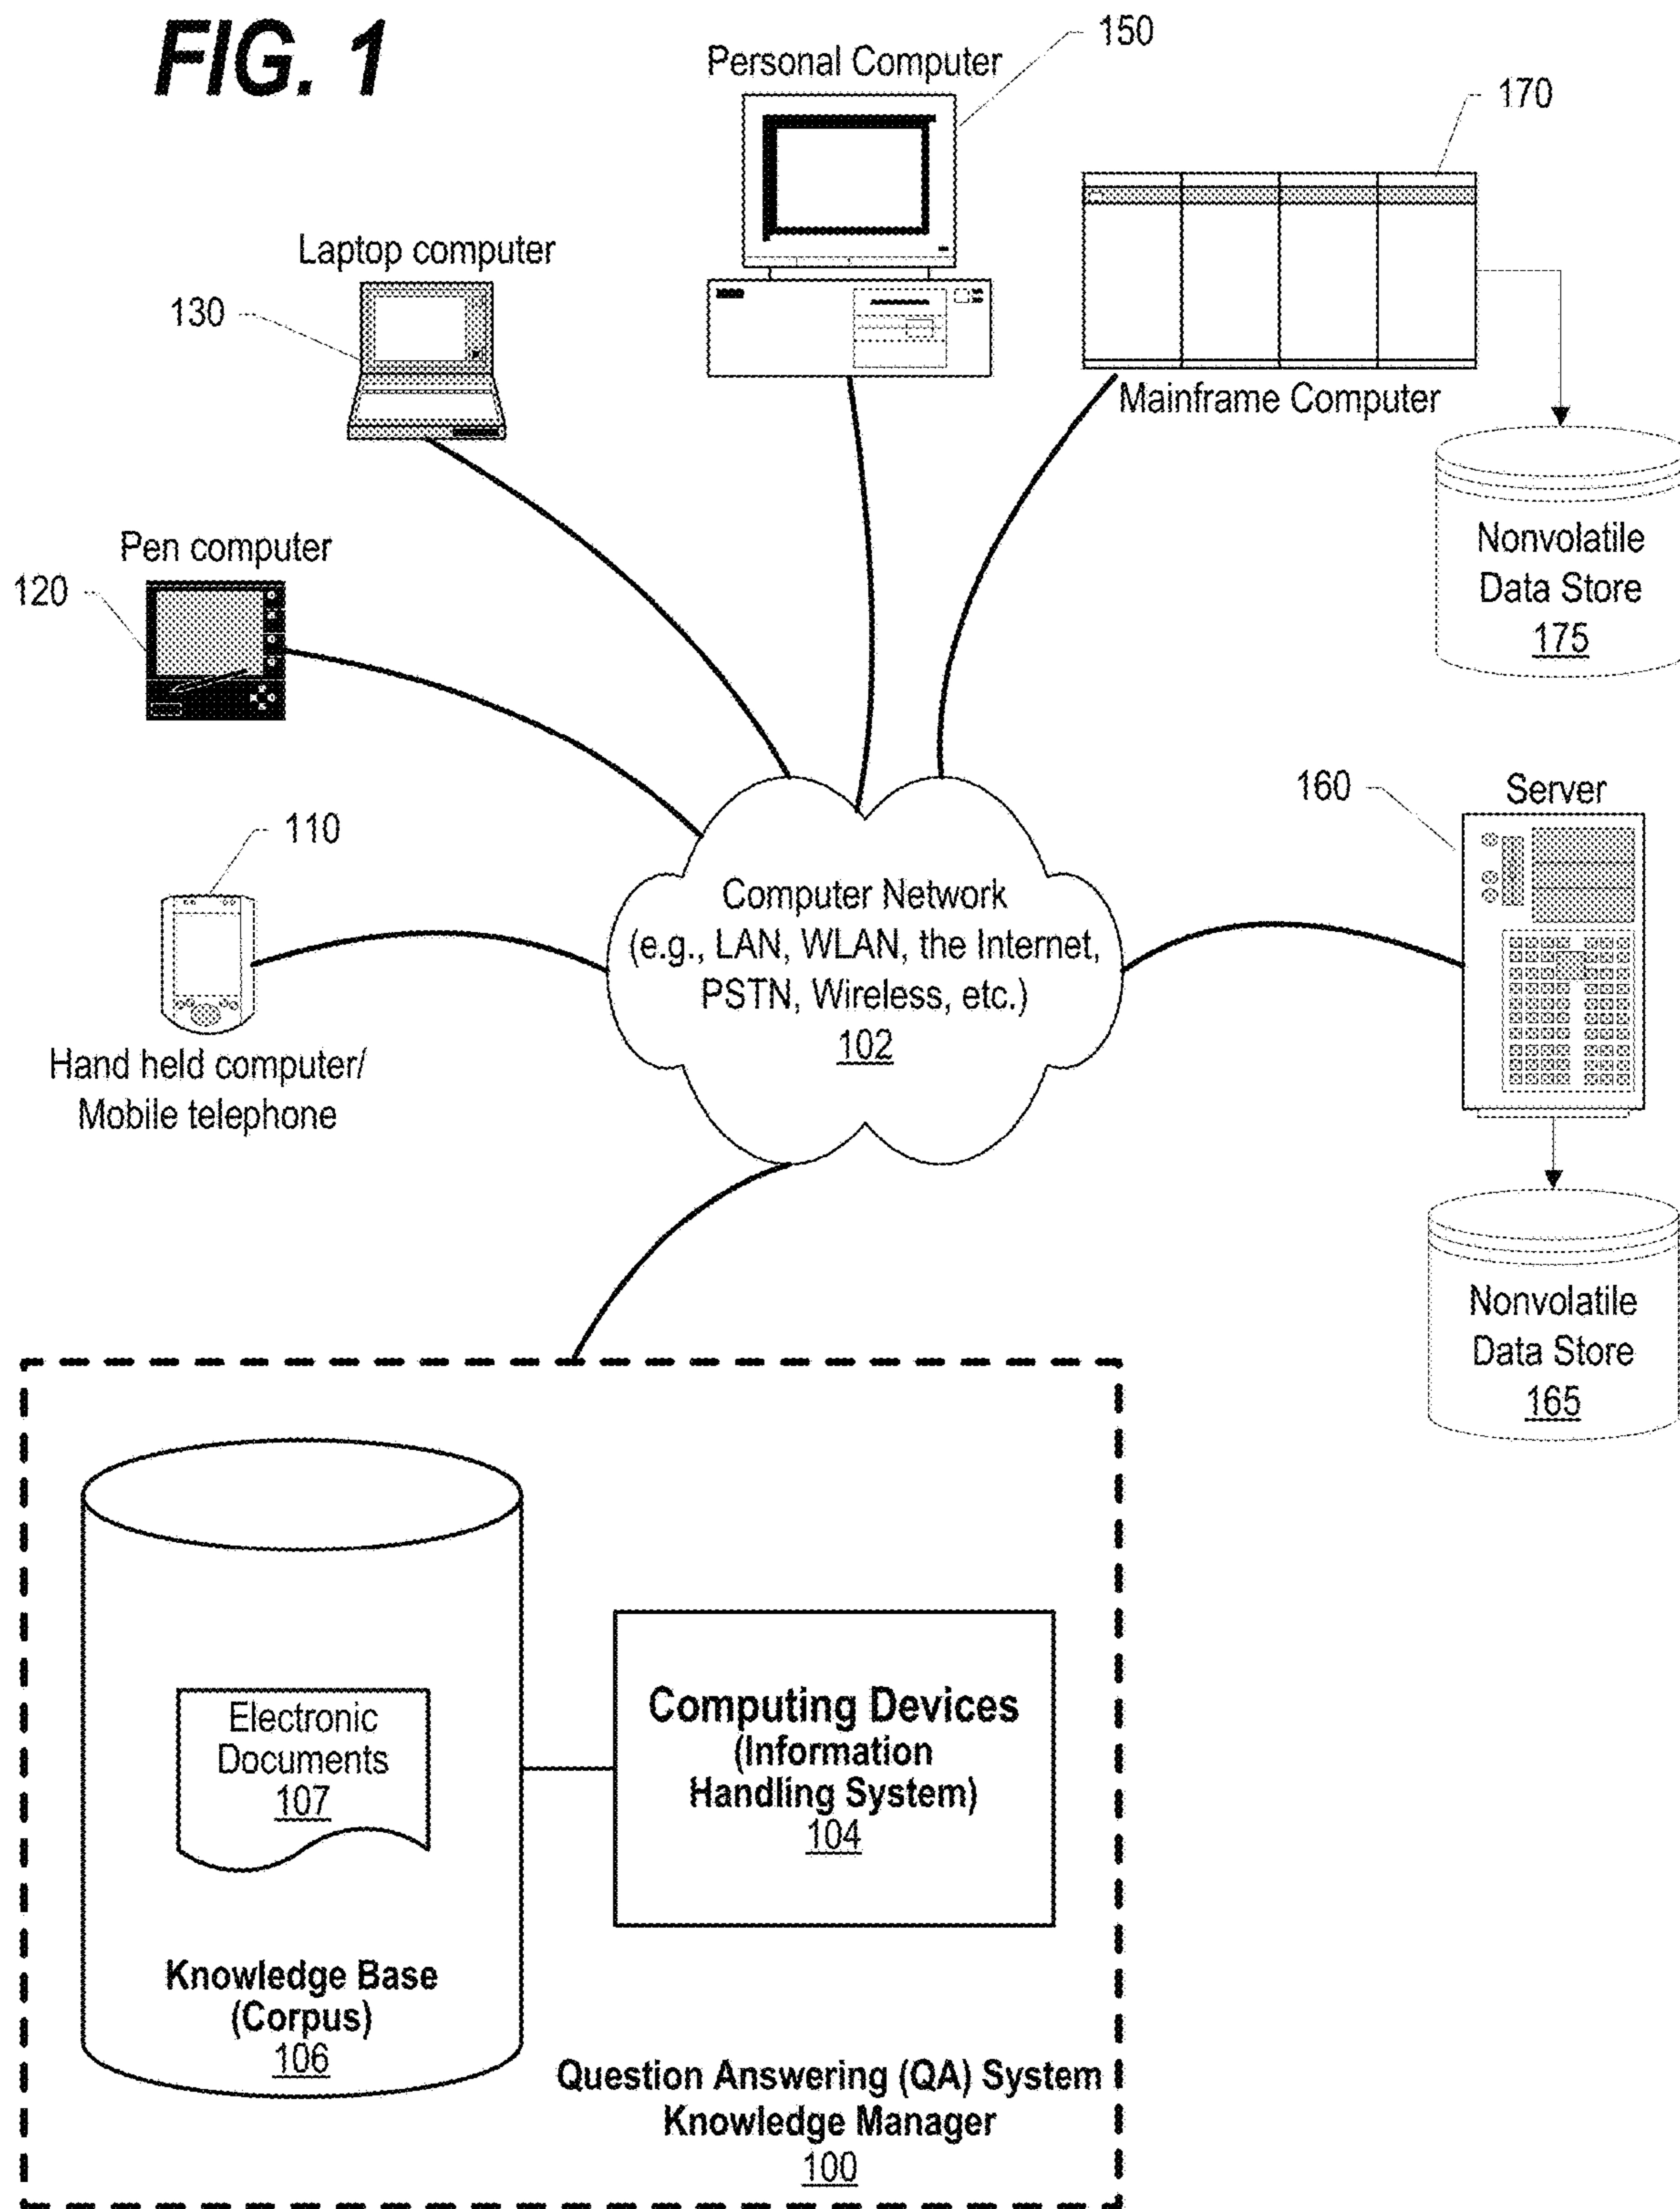 FIG. 1
150
Personal Computer
170
Laptop computer
130
Mainframe Computer
Pen computer
120
Nonvolatile
Data Store
175
110
160
Server
Computer Network
(e.g., LAN, WLAN, the Internet,
PSTN, Wireless, etc.)
102
Hand held computer/
Mobile telephone
Nonvolatile
Data Store
165
Electronic
Documents
107
Computing Devices
(Information
Handling System)
104
Knowledge Base
(Corpus)
106
Question Answering (QA) System
Knowledge Manager
100